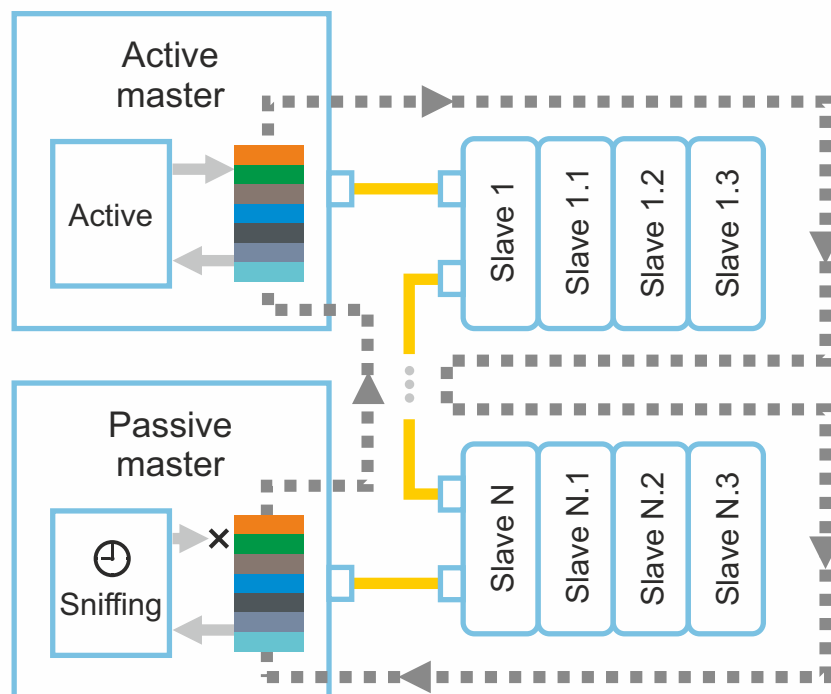 Active
master
Active
Slave 1
Slave 1.1
Slave 1.2
Slave 1.3
Passive
master
Sniffing
Slave N
Slave N.1
Slave N.2
Slave N.3